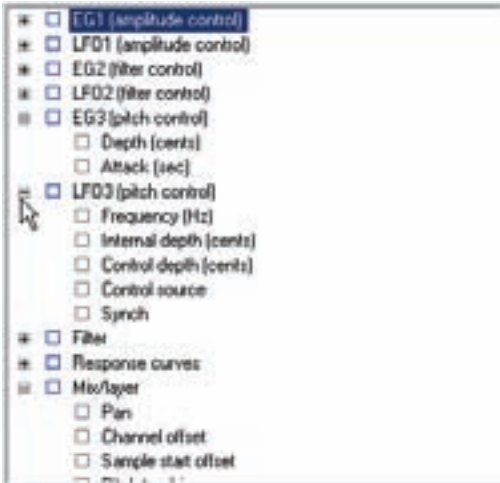 EG1 (amplitude control)
LFO1 (amplitude control)
EG2 (filter control)
LFO2 (filter control)
EG3 (pitch control)
Depth (cents)
Attack (sec)
LFO3 (pitch control)
Frequency (Hz)
Internal depth (cents)
Control depth (cents)
Control source
Synch
Filter
Response curves
Mix/layer
Pan
Channel offset
Sample start offset